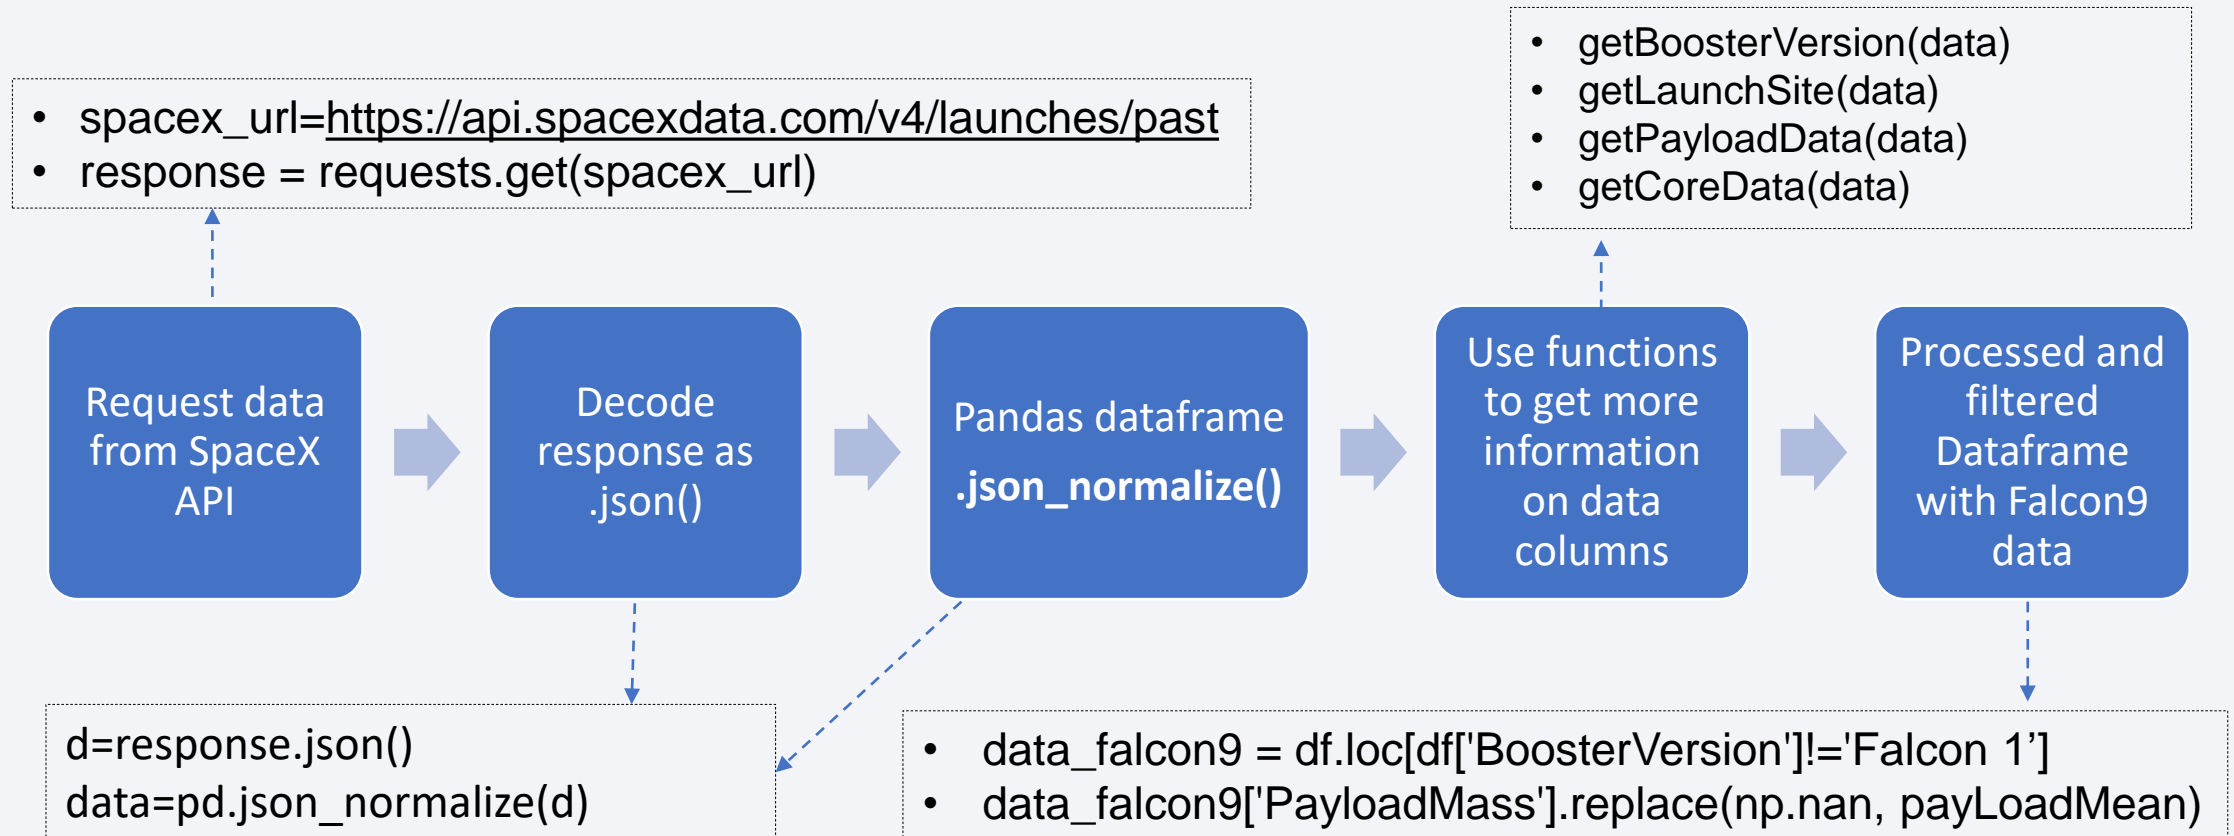 • spacex_url=https://api.spacexdata.com/v4/launches/past
• response = requests.get(spacex_url)
• getBoosterVersion(data)
• getLaunchSite(data)
• getPayloadData(data)
• getCoreData(data)
Request data
from SpaceX
API
Decode
response as
.json()
Pandas dataframe
.json_normalize()
Use functions
to get more
information
on data
columns
Processed and
filtered
Dataframe
with Falcon9
data
d=response.json()
data=pd.json_normalize(d)
• data_falcon9 = df.loc[df['BoosterVersion']!='Falcon 1’]
• data_falcon9['PayloadMass'].replace(np.nan, payLoadMean)